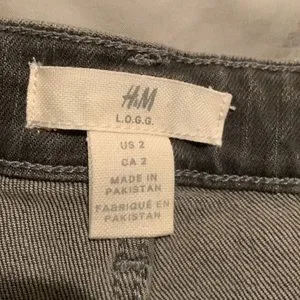 H&M
L.O.G.G.
US 2
CA 2
MADE IN
PAKISTAN
FABRIQUÉ EN
PAKISTAN